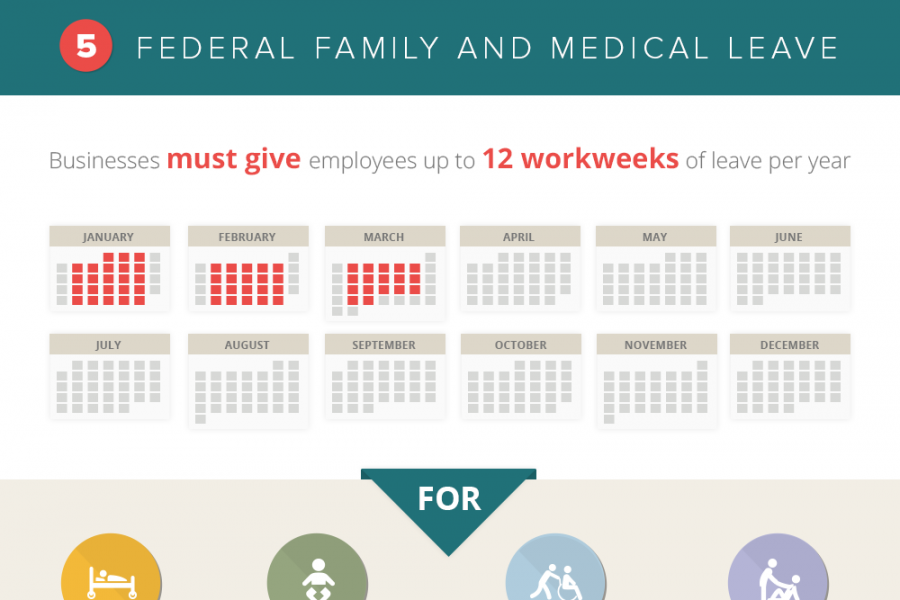 5 FEDERAL FAMILY AND MEDICAL LEAVE
Businesses must give employees up to 12 workweeks of leave per year
JANUARY FEBRUARY MARCH APRIL MAY JUNE
JULY AUGUST SEPTEMBER OCTOBER NOVEMBER DECEMBER
FOR